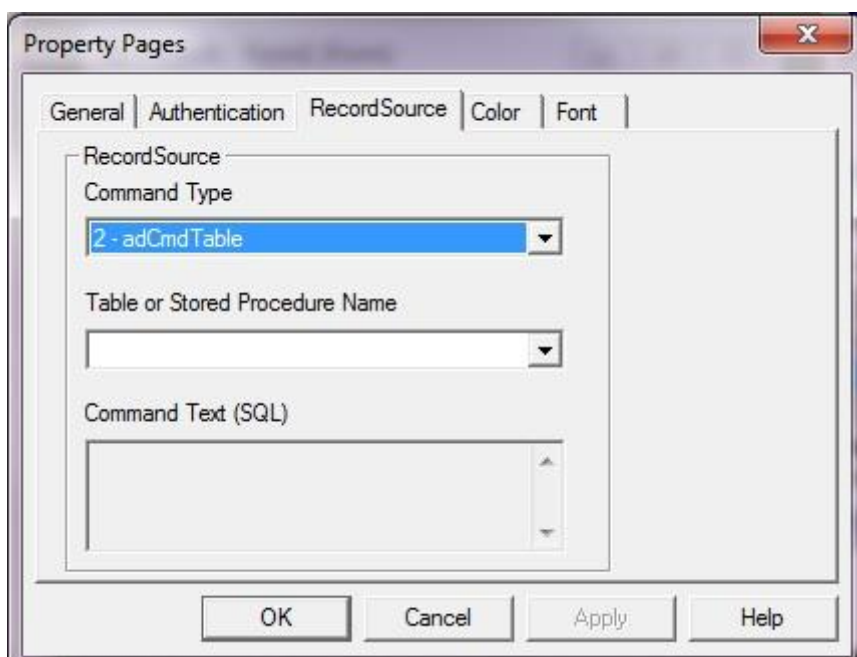 Property Pages
General Authentication RecordSource Color Font
RecordSource
Command Type
2 - adCmdTable
Table or Stored Procedure Name
Command Text (SQL)
OK Cancel Apply Help